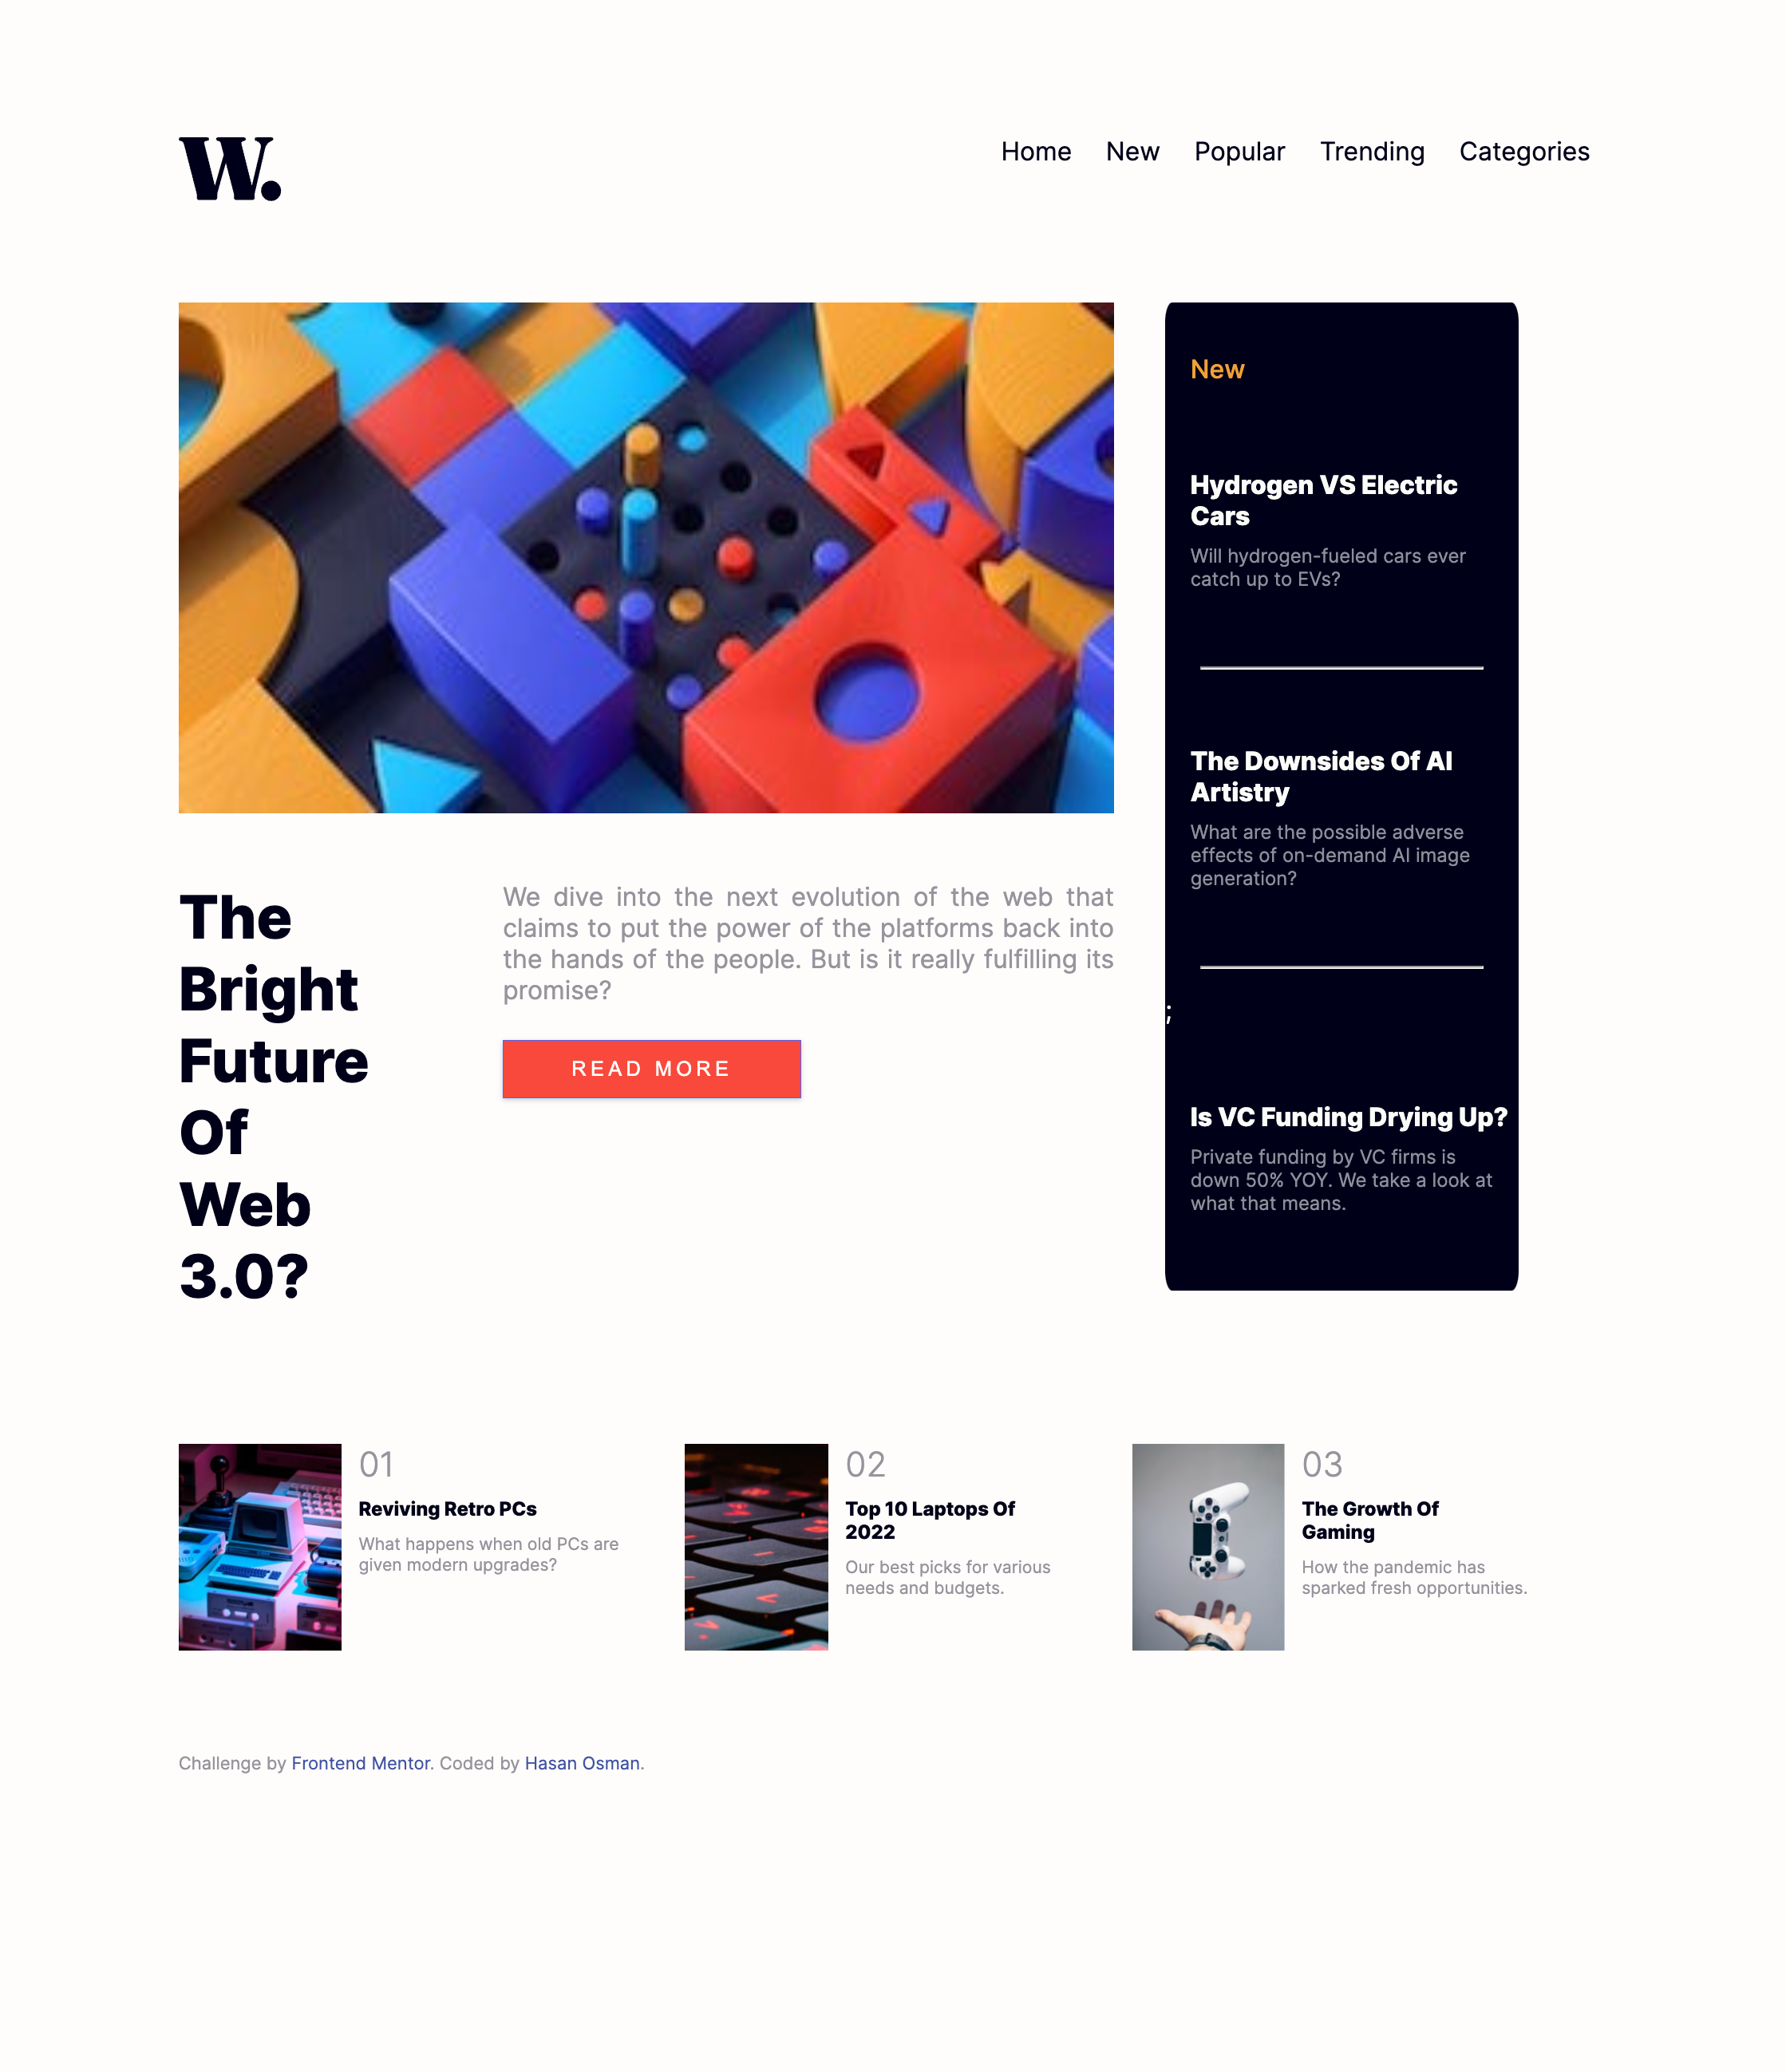 W.
Home New Popular Trending Categories
New
Hydrogen VS Electric
Cars
Will hydrogen-fueled cars ever
catch up to EVs?
The Downsides Of AI
Artistry
What are the possible adverse
effects of on-demand AI image
generation?
;
Is VC Funding Drying Up?
Private funding by VC firms is
down 50% YOY. We take a look at
what that means.
The
Bright
Future
Of
Web
3.0?
We dive into the next evolution of the web that
claims to put the power of the platforms back into
the hands of the people. But is it really fulfilling its
promise?
READ MORE
01
Reviving Retro PCs
What happens when old PCs are
given modern upgrades?
02
Top 10 Laptops Of
2022
Our best picks for various
needs and budgets.
03
The Growth Of
Gaming
How the pandemic has
sparked fresh opportunities.
Challenge by Frontend Mentor. Coded by Hasan Osman.